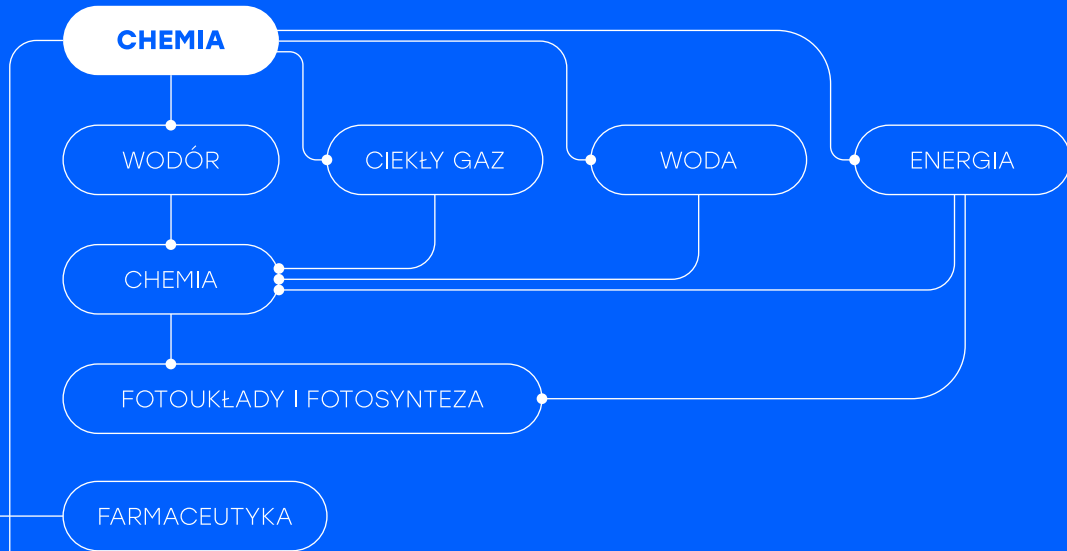 CHEMIA
WODÓR
CIEKŁY GAZ
WODA
ENERGIA
CHEMIA
FOTOUKŁADY I FOTOSYNTEZA
FARMACEUTYKA